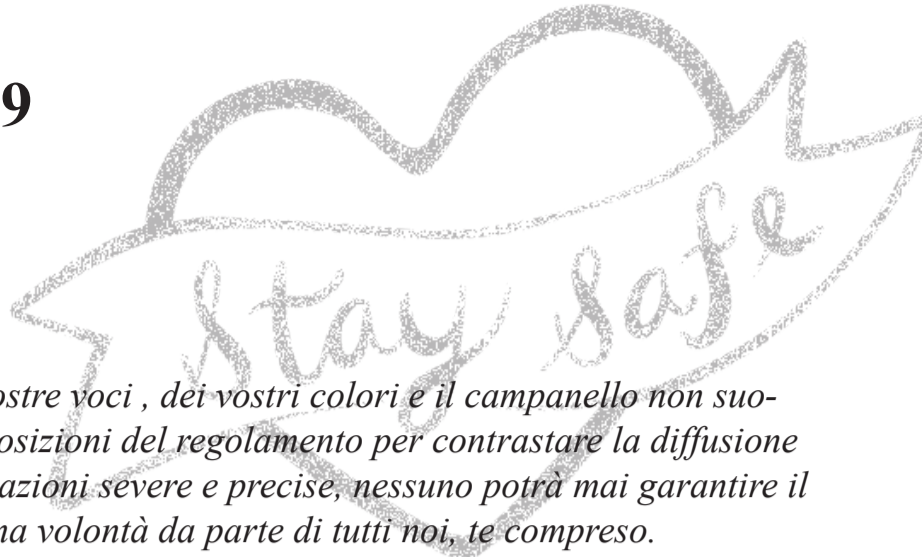 9
stay safe
ostre voci , dei vostri colori e il campanello non suo-
osizioni del regolamento per contrastare la diffusione
azioni severe e precise, nessuno potrà mai garantire il
na volontà da parte di tutti noi, te compreso.